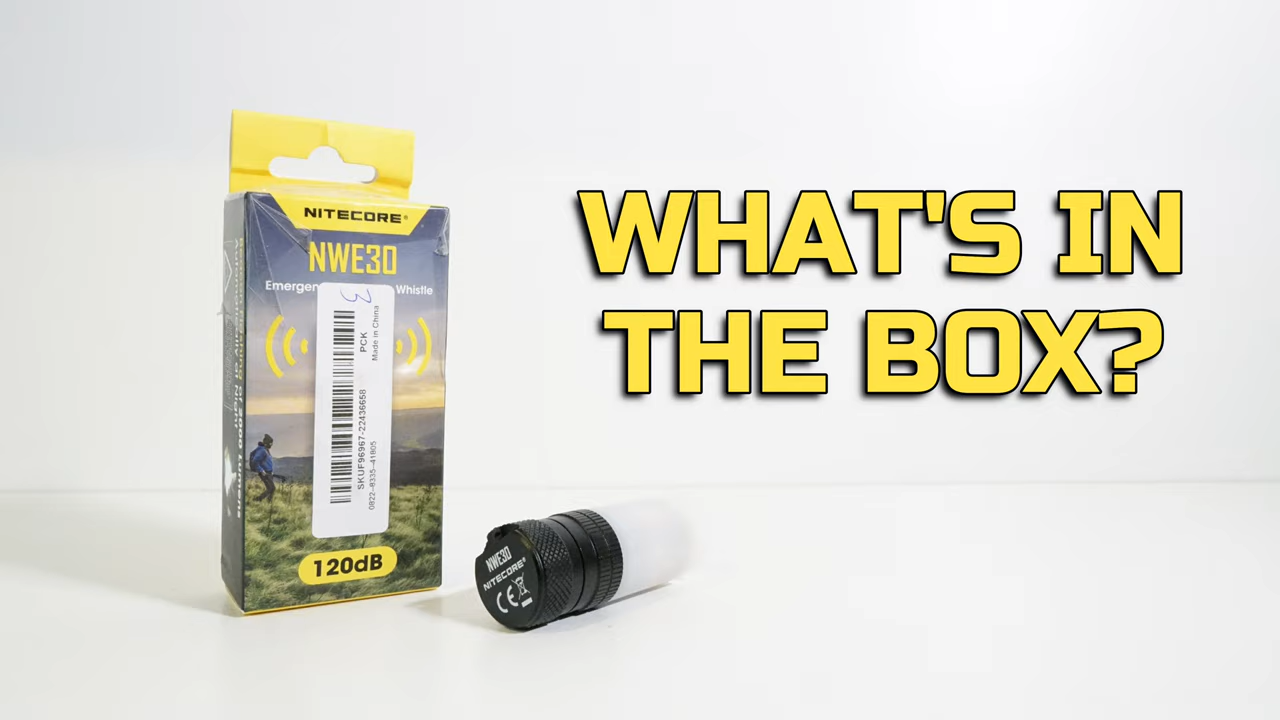 WHAT'S IN
THE BOX?
NITECORE®
NWE30
Emergen Whistle
3
PCK
Made in China
SKUF96967-22436658
0822-8335-41805
120dB
NWE30
NITECORE®
CE